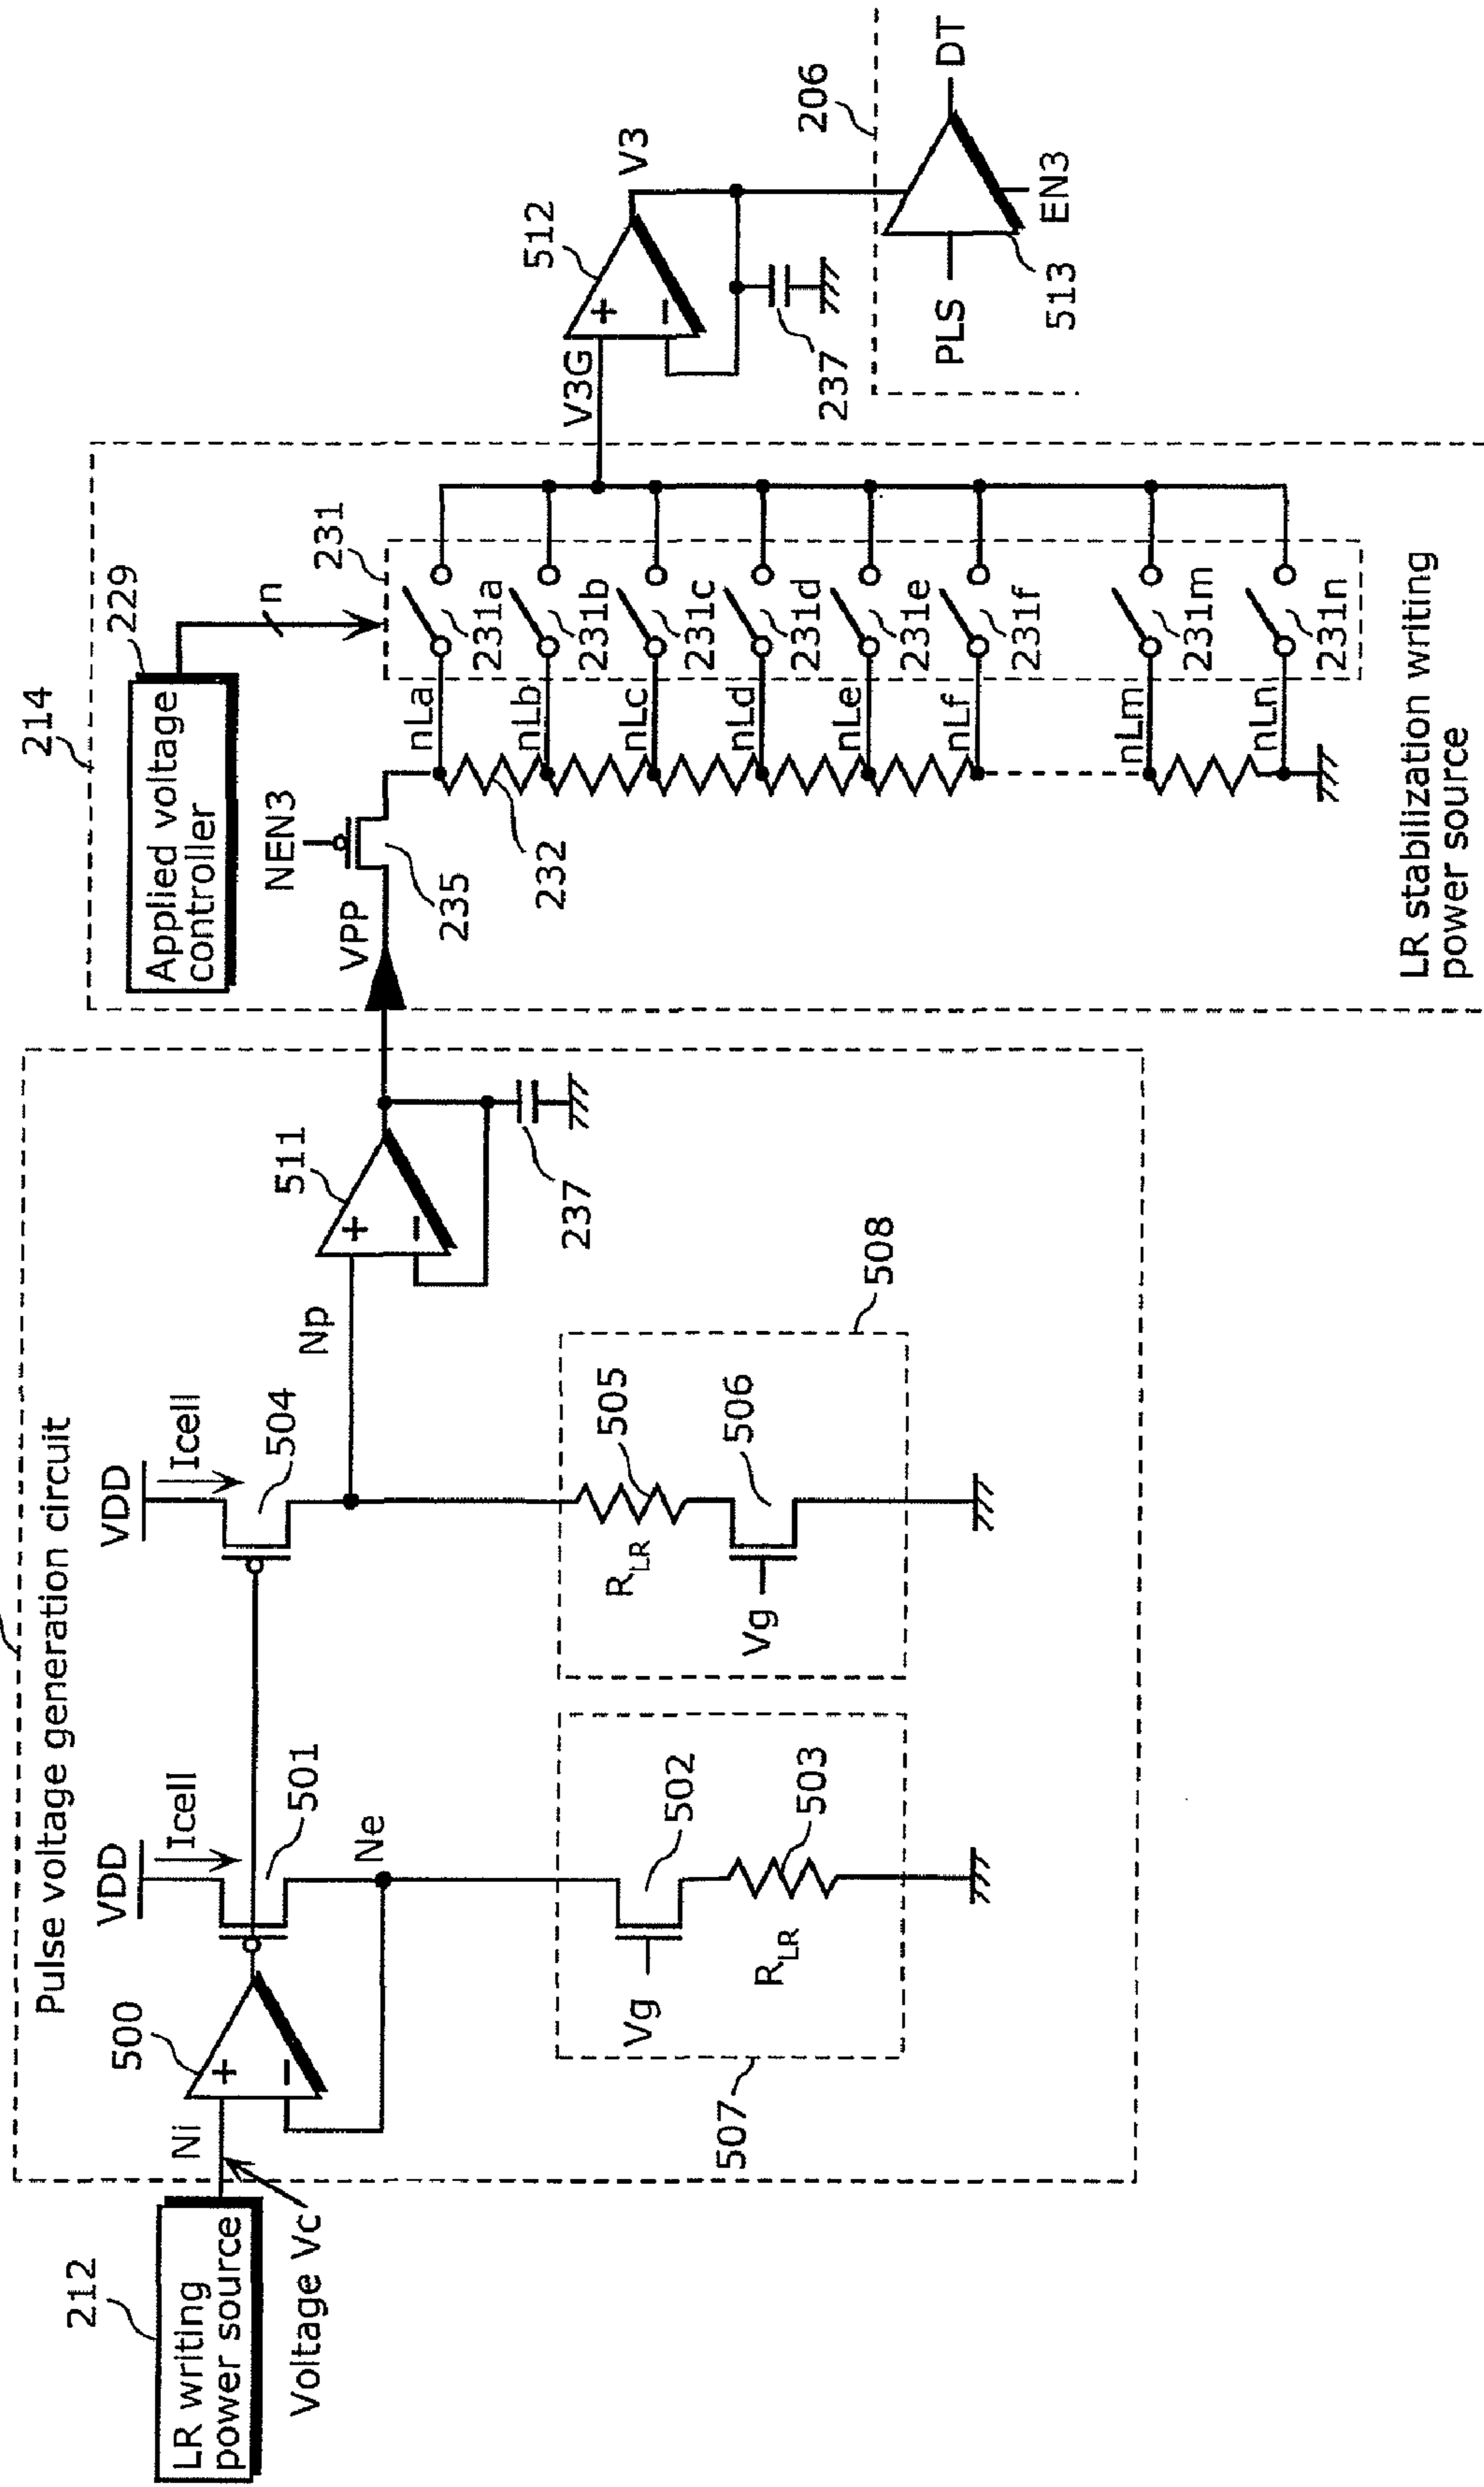 Pulse voltage generation circuit
212
LR writing
power source
Voltage Vc
Ni
500
+
−
VDD
Icell
501
Ne
Vg
502
503
R_LR
507
VDD
Icell
504
Np
505
R_LR
506
Vg
508
511
+
−
237
VPP
214
Applied voltage
controller
229
n
NEN3
235
232
231
nLa
231a
nLb
231b
nLc
231c
nLd
231d
nLe
231e
nLf
231f
nLm
231m
nLn
231n
LR stabilization writing
power source
V3G
512
+
−
V3
237
206
PLS
DT
EN3
513